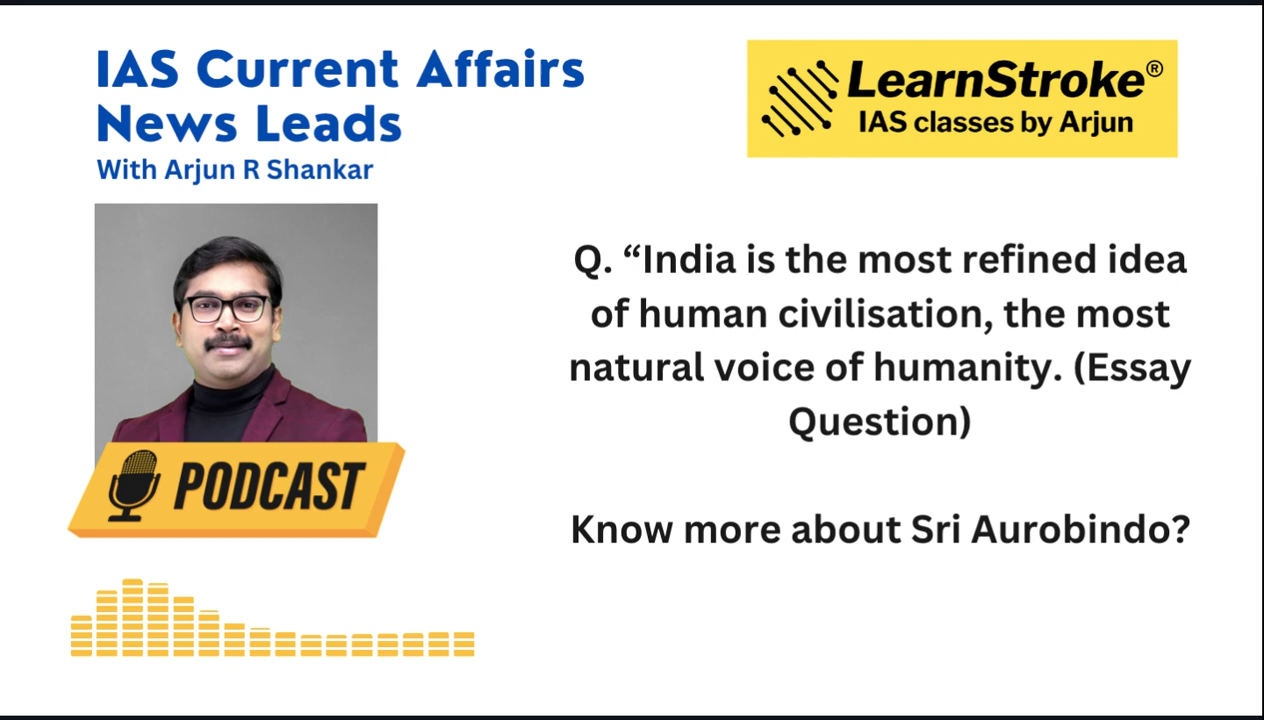 IAS Current Affairs
News Leads
With Arjun R Shankar
LearnStroke®
IAS classes by Arjun
Q. “India is the most refined idea
of human civilisation, the most
natural voice of humanity. (Essay
Question)
Know more about Sri Aurobindo?
PODCAST